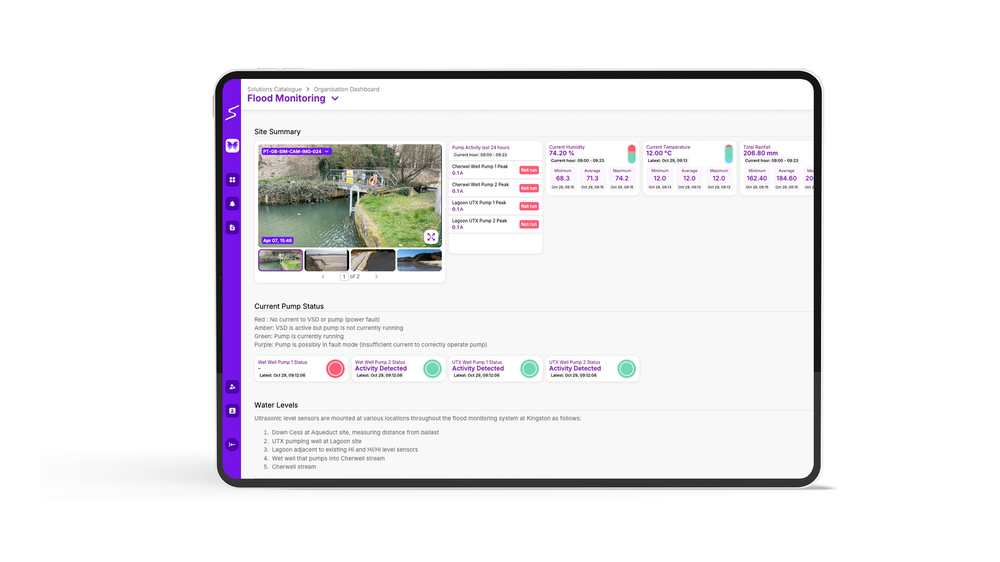 Solutions Catalogue > Organisation Dashboard
Flood Monitoring
Site Summary
PT-GB-SIM-CAM-IMG-024
Apr 07, 15:46
1 of 2
Pump Activity last 24 hours
Current hour: 09:00 - 09:23
Cherwel Well Pump 1 Peak
0.1 A
Not run
Cherwel Well Pump 2 Peak
0.1 A
Not run
Lagoon UTX Pump 1 Peak
0.1 A
Not run
Lagoon UTX Pump 2 Peak
0.1 A
Not run
Current Humidity
74.20 %
Current hour: 09:00 - 09:23
Minimum Average Maximum
68.3 71.3 74.2
Oct 29, 09:15 Oct 29, 09:15 Oct 29, 09:15
Current Temperature
12.00 °C
Latest: Oct 29, 09:13
Minimum Average Maximum
12.0 12.0 12.0
Oct 29, 09:13 Oct 29, 09:13 Oct 29, 09:13
Total Rainfall
206.80 mm
Current hour: 09:00 - 09:23
Minimum Average
162.40 184.60
Oct 29, 09:15 Oct 29, 09:15
Current Pump Status
Red : No current to VSD or pump (power fault)
Amber: VSD is active but pump is not currently running
Green: Pump is currently running
Purple: Pump is possibly in fault mode (insufficient current to correctly operate pump)
Wet Well Pump 1 Status
-
Latest: Oct 29, 09:12:06
Wet Well Pump 2 Status
Activity Detected
Latest: Oct 29, 09:12:06
UTX Well Pump 1 Status
Activity Detected
Latest: Oct 29, 09:12:06
UTX Well Pump 2 Status
Activity Detected
Latest: Oct 29, 09:12:06
Water Levels
Ultrasonic level sensors are mounted at various locations throughout the flood monitoring system at Kingston as follows:
1. Down Cess at Aqueduct site, measuring distance from ballast
2. UTX pumping well at Lagoon site
3. Lagoon adjacent to existing Hi and Hi/Hi level sensors
4. Wet well that pumps into Cherwell stream
5. Cherwell stream